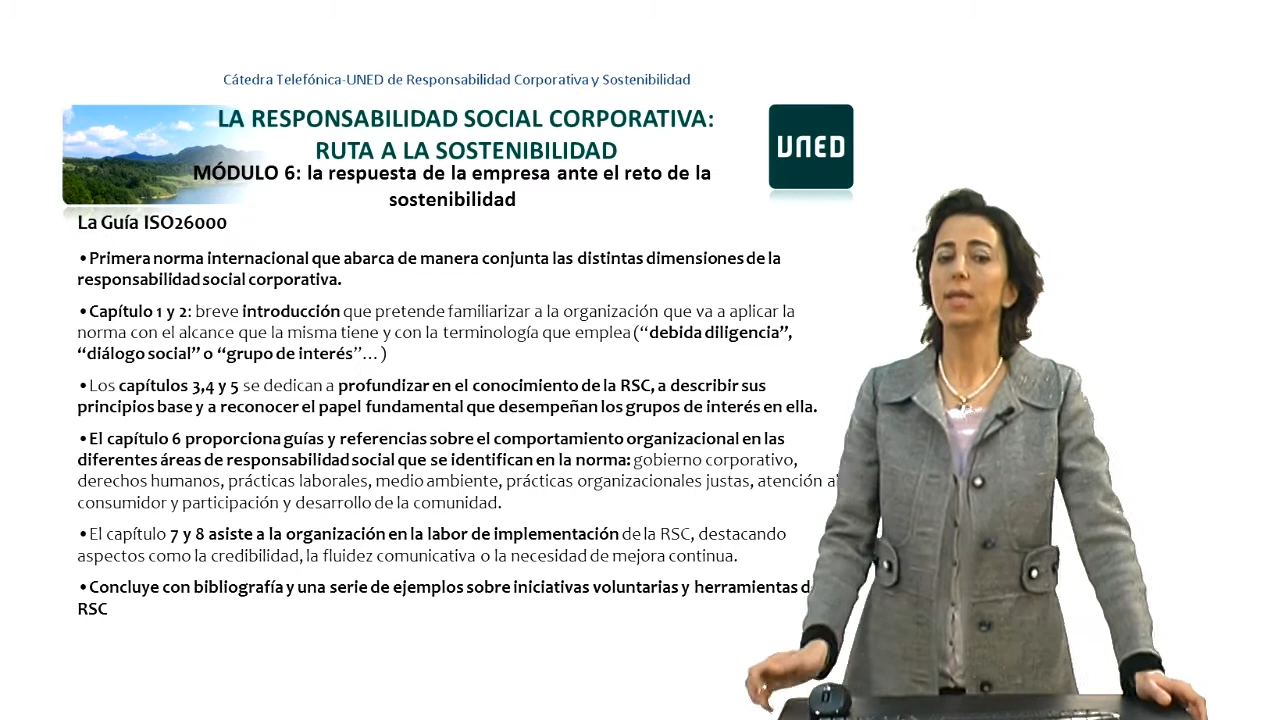 Cátedra Telefónica-UNED de Responsabilidad Corporativa y Sostenibilidad
LA RESPONSABILIDAD SOCIAL CORPORATIVA:
RUTA A LA SOSTENIBILIDAD
UNED
MÓDULO 6: la respuesta de la empresa ante el reto de la
sostenibilidad
La Guía ISO26000
•Primera norma internacional que abarca de manera conjunta las distintas dimensiones de la
responsabilidad social corporativa.
•Capítulo 1 y 2: breve introducción que pretende familiarizar a la organización que va a aplicar la
norma con el alcance que la misma tiene y con la terminología que emplea (“debida diligencia”,
“diálogo social” o “grupo de interés”…)
•Los capítulos 3,4 y 5 se dedican a profundizar en el conocimiento de la RSC, a describir sus
principios base y a reconocer el papel fundamental que desempeñan los grupos de interés en ella.
•El capítulo 6 proporciona guías y referencias sobre el comportamiento organizacional en las
diferentes áreas de responsabilidad social que se identifican en la norma: gobierno corporativo,
derechos humanos, prácticas laborales, medio ambiente, prácticas organizacionales justas, atención al
consumidor y participación y desarrollo de la comunidad.
•El capítulo 7 y 8 asiste a la organización en la labor de implementación de la RSC, destacando
aspectos como la credibilidad, la fluidez comunicativa o la necesidad de mejora continua.
•Concluye con bibliografía y una serie de ejemplos sobre iniciativas voluntarias y herramientas
RSC